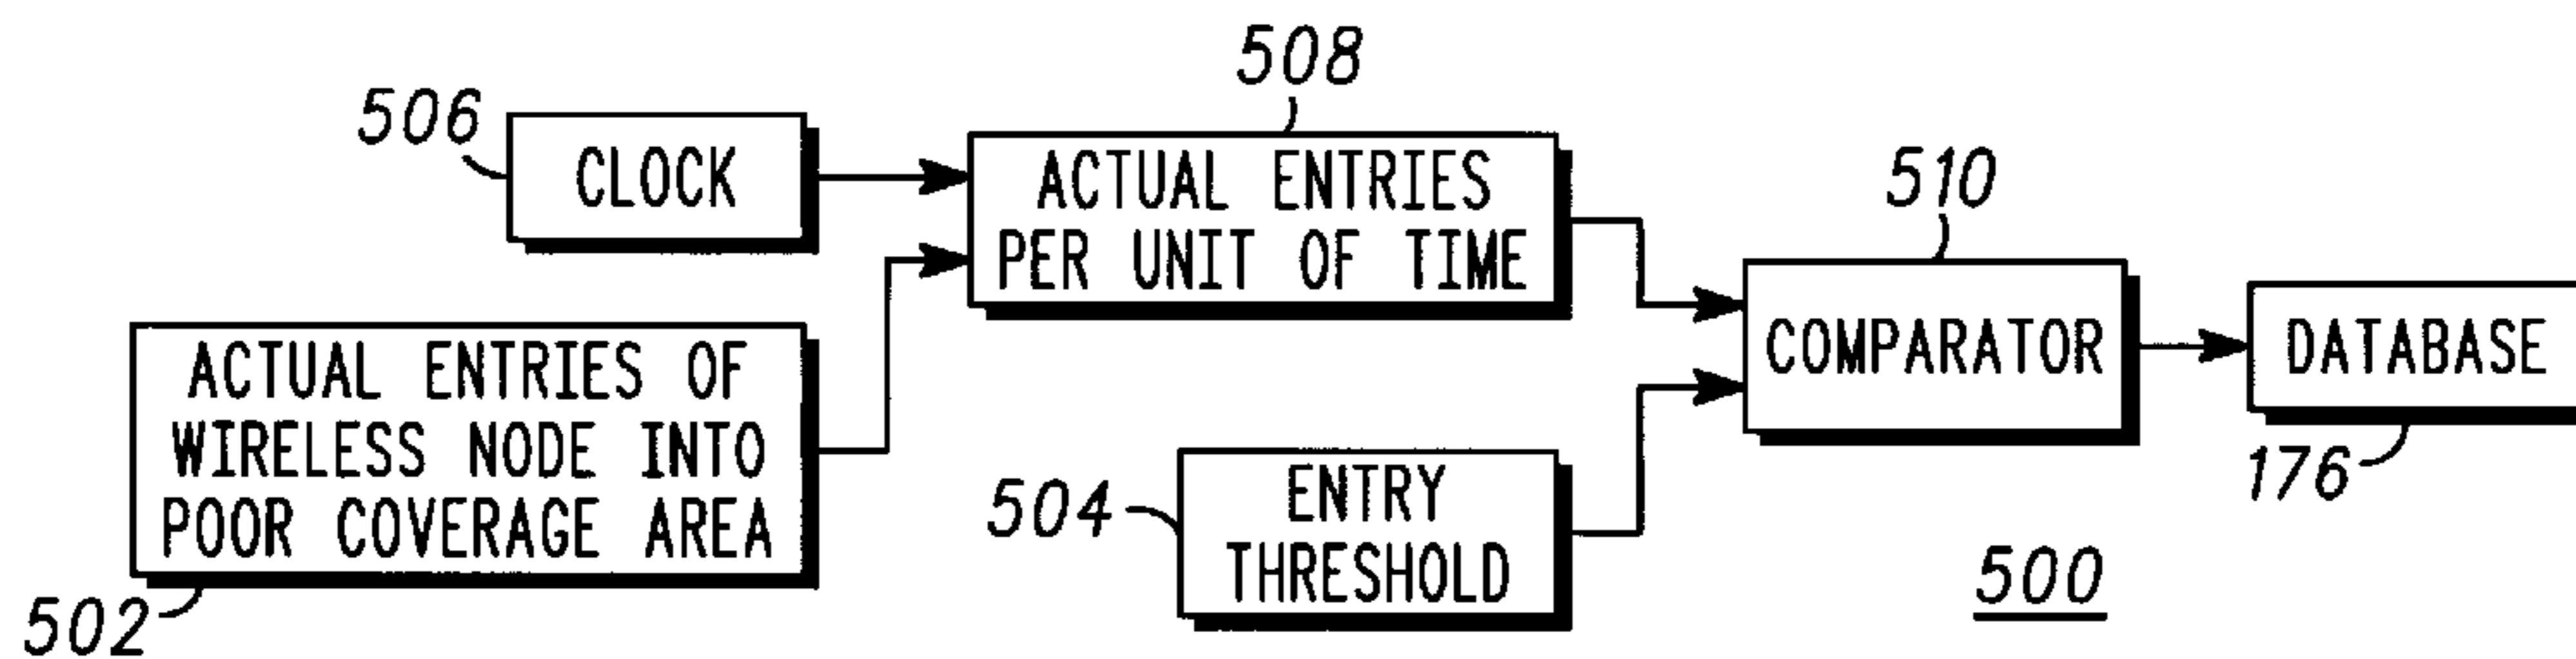 508
506
CLOCK
ACTUAL ENTRIES
PER UNIT OF TIME
510
COMPARATOR
DATABASE
176
ACTUAL ENTRIES OF
WIRELESS NODE INTO
POOR COVERAGE AREA
502
504
ENTRY
THRESHOLD
500